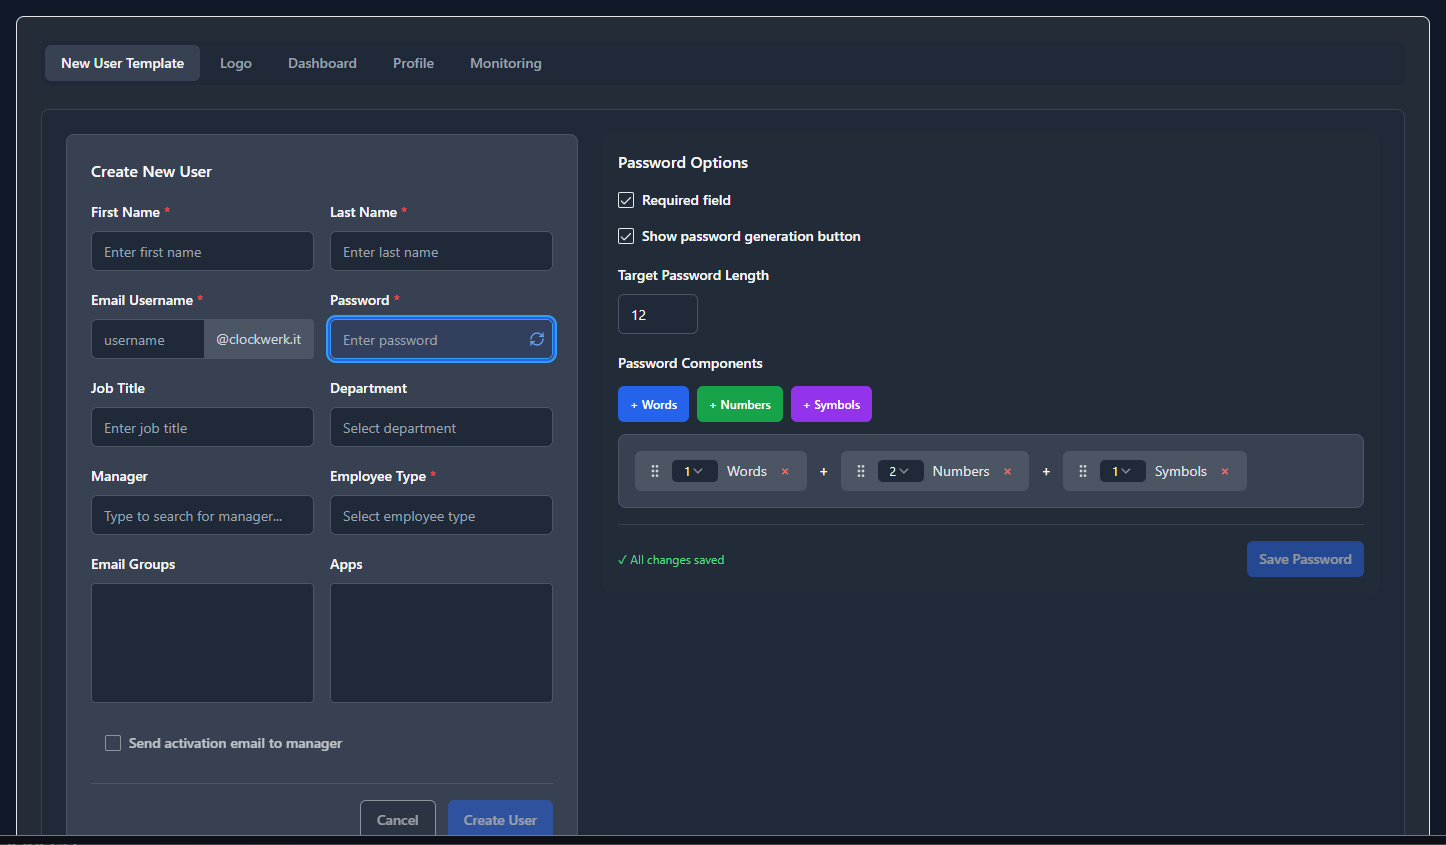 New User Template Logo Dashboard Profile Monitoring
Create New User
First Name * Last Name *
Enter first name Enter last name
Email Username * Password *
username @clockwerk.it Enter password
Job Title Department
Enter job title Select department
Manager Employee Type *
Type to search for manager... Select employee type
Email Groups Apps
Send activation email to manager
Cancel Create User
Password Options
Required field
Show password generation button
Target Password Length
12
Password Components
+ Words + Numbers + Symbols
1 Words × + 2 Numbers × + 1 Symbols ×
✓ All changes saved Save Password